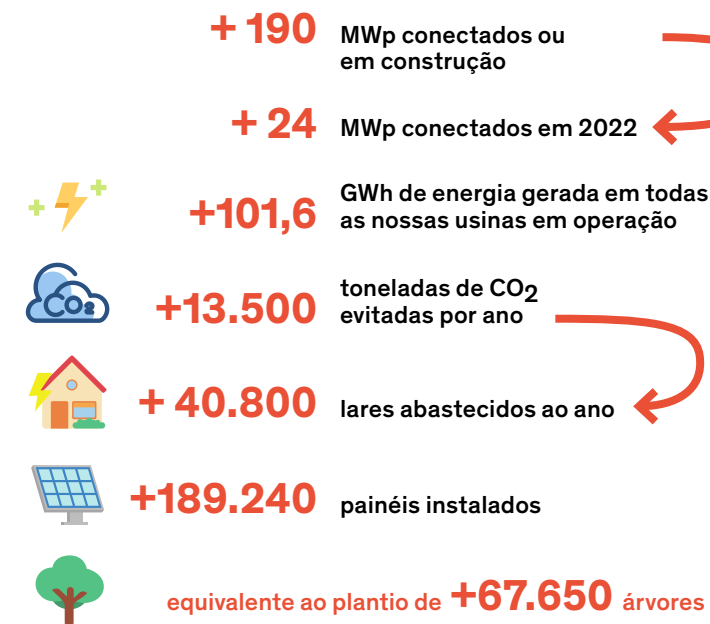 + 190 MWp conectados ou
em construção
+ 24 MWp conectados em 2022
+101,6 GWh de energia gerada em todas
as nossas usinas em operação
CO₂
+13.500 toneladas de CO2
evitadas por ano
+ 40.800 lares abastecidos ao ano
+189.240 painéis instalados
equivalente ao plantio de +67.650 árvores